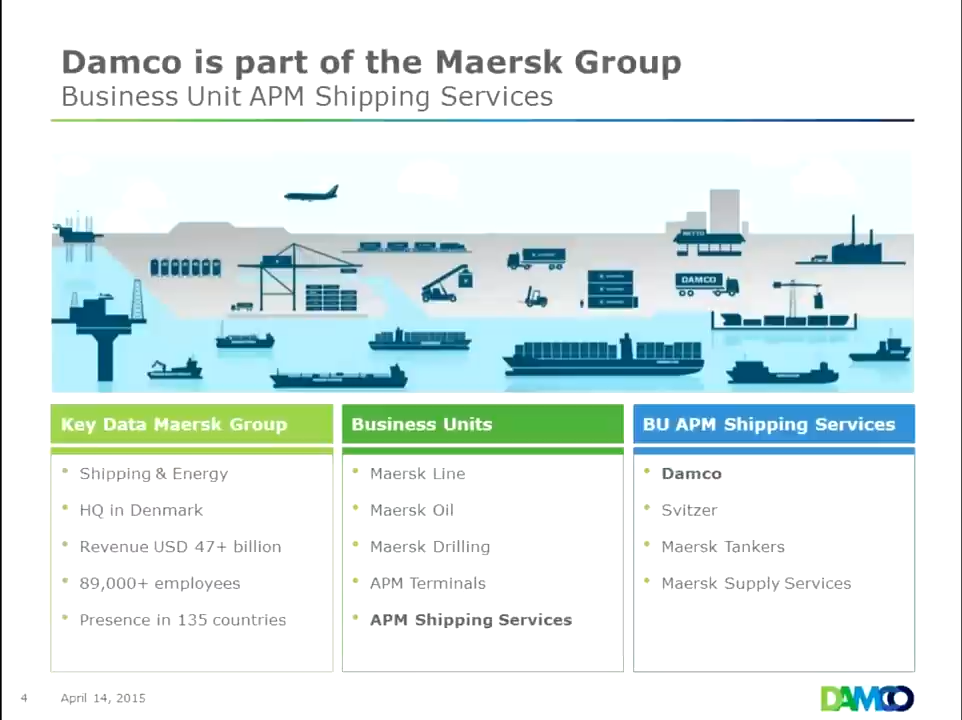 Damco is part of the Maersk Group
Business Unit APM Shipping Services
NETTO
DAMCO
Key Data Maersk Group
• Shipping & Energy
• HQ in Denmark
• Revenue USD 47+ billion
• 89,000+ employees
• Presence in 135 countries
Business Units
• Maersk Line
• Maersk Oil
• Maersk Drilling
• APM Terminals
• APM Shipping Services
BU APM Shipping Services
• Damco
• Svitzer
• Maersk Tankers
• Maersk Supply Services
4 April 14, 2015
DAMCO